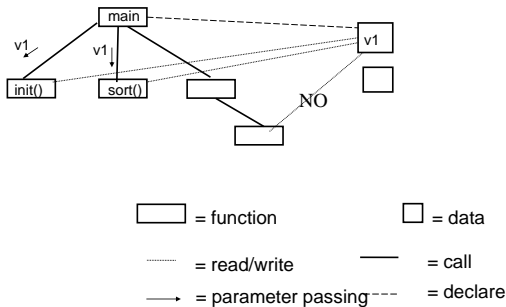 main
v1
v1
v1
init()
sort()
NO
= function
= data
= read/write
= call
= parameter passing
= declare